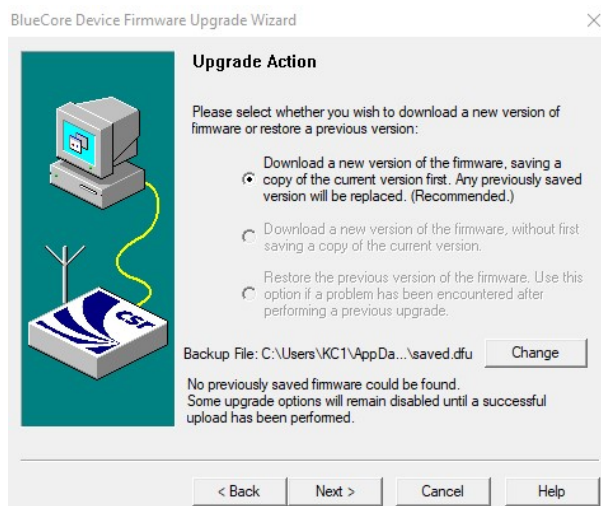 BlueCore Device Firmware Upgrade Wizard
Upgrade Action
Please select whether you wish to download a new version of
firmware or restore a previous version:
Download a new version of the firmware, saving a
copy of the current version first. Any previously saved
version will be replaced. (Recommended.)
Download a new version of the firmware, without first
saving a copy of the current version.
Restore the previous version of the firmware. Use this
option if a problem has been encountered after
performing a previous upgrade.
csr
Backup File: C:\Users\KC1\AppDa...\saved.dfu Change
No previously saved firmware could be found.
Some upgrade options will remain disabled until a successful
upload has been performed.
< Back Next > Cancel Help